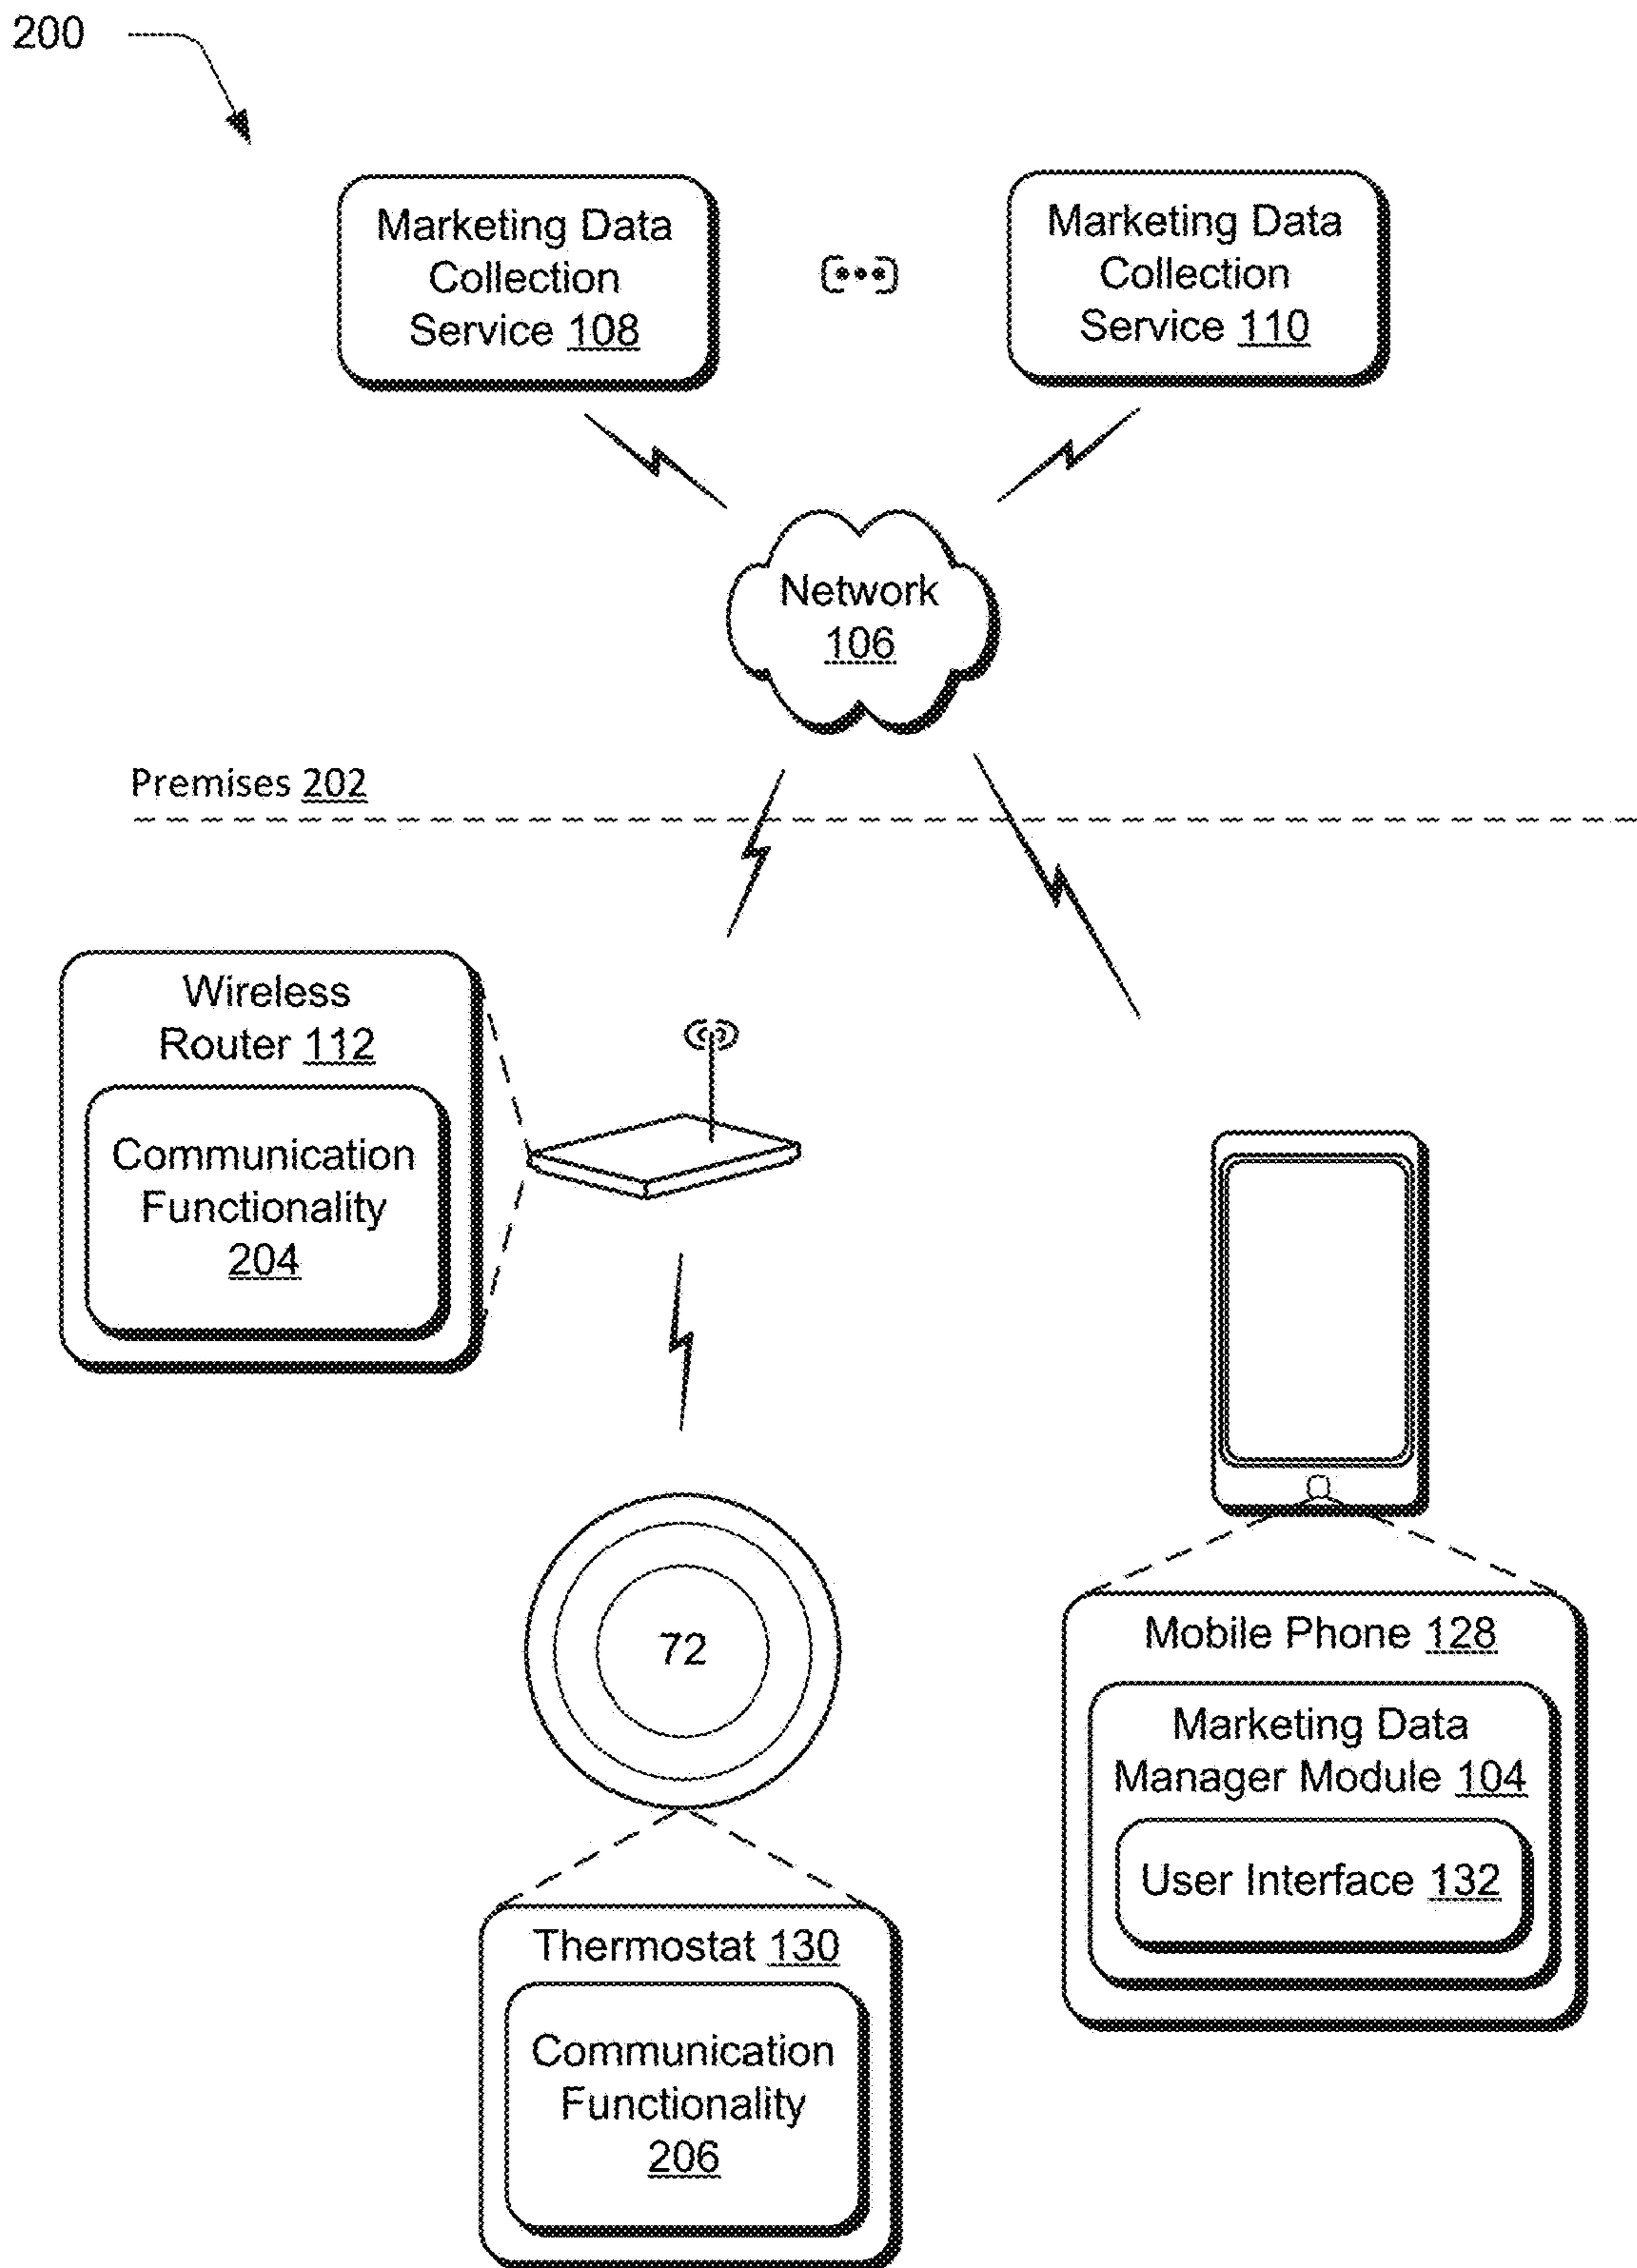 200
Marketing Data
Collection
Service 108
Marketing Data
Collection
Service 110
Network
106
Premises 202
Wireless
Router 112
Communication
Functionality
204
72
Mobile Phone 128
Marketing Data
Manager Module 104
User Interface 132
Thermostat 130
Communication
Functionality
206